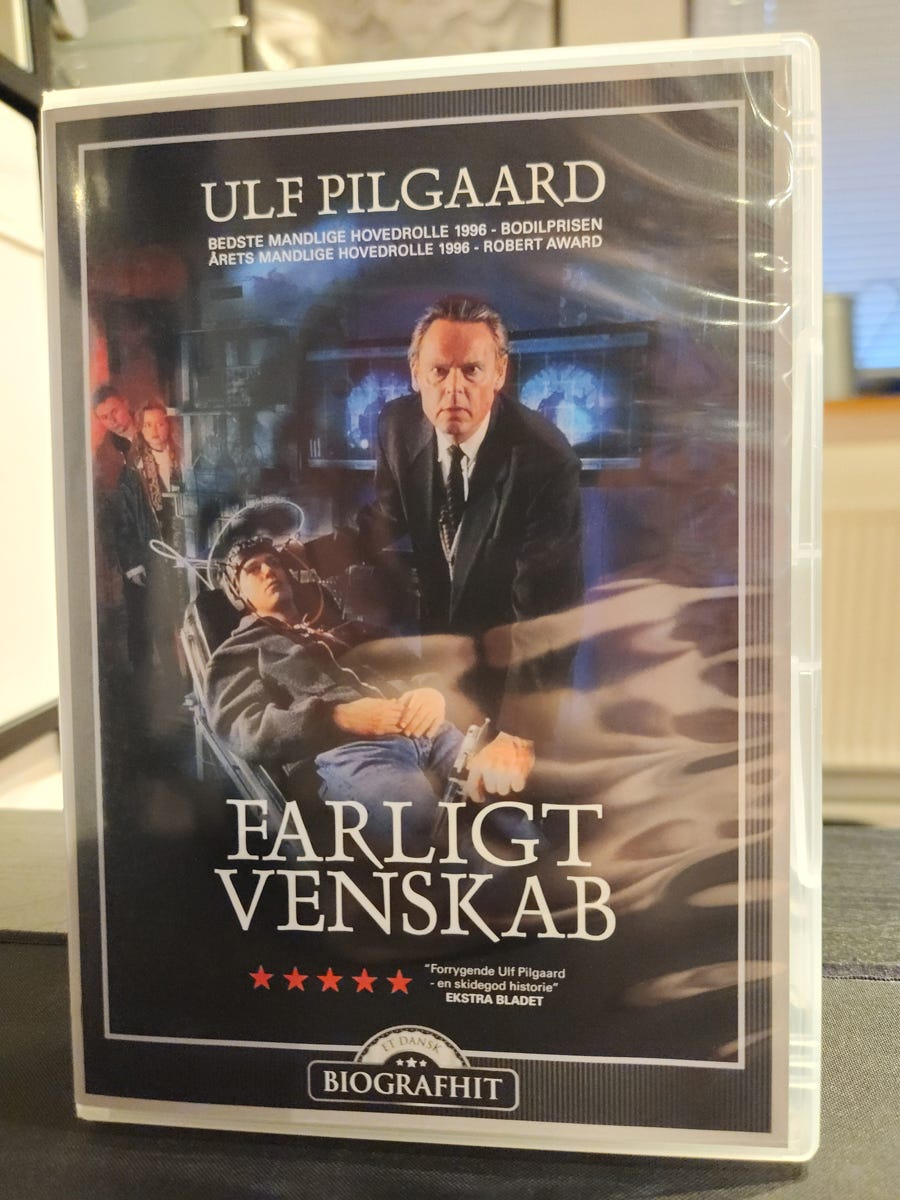 ULF PILGAARD
BEDSTE MANDLIGE HOVEDROLLE 1996 - BODILPRISEN
ÅRETS MANDLIGE HOVEDROLLE 1996 - ROBERT AWARD
FARLIGT
VENSKAB
"Forrygende Ulf Pilgaard
- en skidegod historie"
EKSTRA BLADET
ET DANSK
BIOGRAFHIT